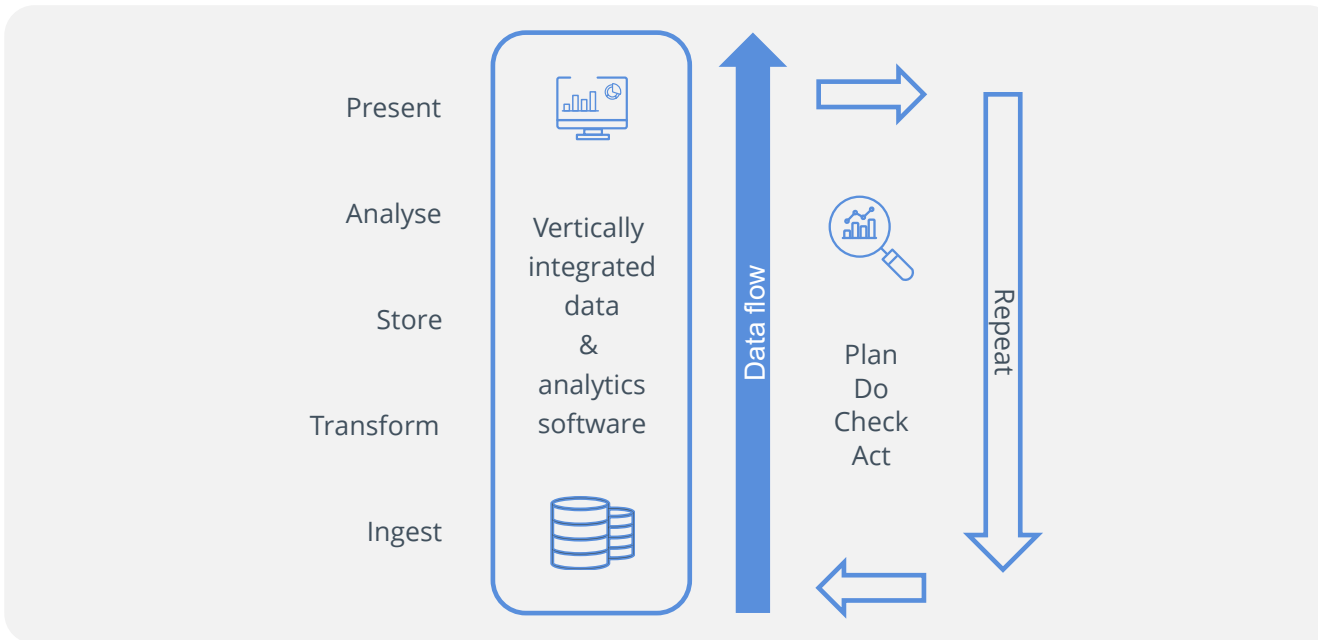 Present
Analyse
Store
Transform
Ingest
Vertically
integrated
data
&
analytics
software
Data flow
Plan
Do
Check
Act
Repeat